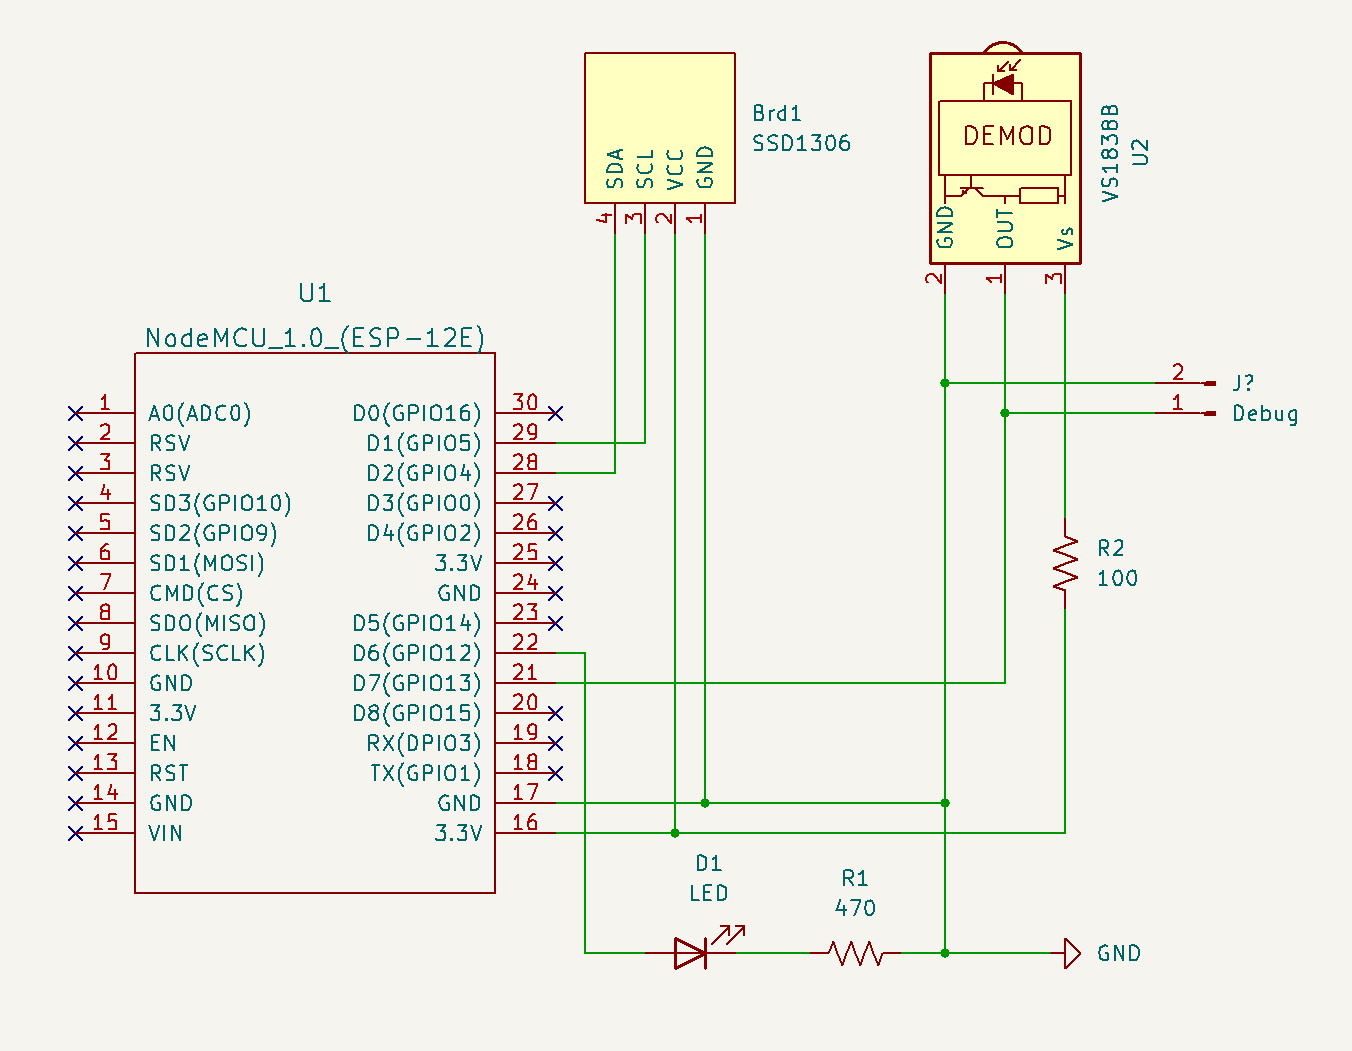 Brd1
SSD1306
SDA
SCL
VCC
GND
4
3
2
1
DEMOD
GND
OUT
Vs
2
1
3
VS1838B
U2
U1
NodeMCU_1.0_(ESP-12E)
1 A0(ADC0)
2 RSV
3 RSV
4 SD3(GPIO10)
5 SD2(GPIO9)
6 SD1(MOSI)
7 CMD(CS)
8 SDO(MISO)
9 CLK(SCLK)
10 GND
11 3.3V
12 EN
13 RST
14 GND
15 VIN
D0(GPIO16) 30
D1(GPIO5) 29
D2(GPIO4) 28
D3(GPIO0) 27
D4(GPIO2) 26
3.3V 25
GND 24
D5(GPIO14) 23
D6(GPIO12) 22
D7(GPIO13) 21
D8(GPIO15) 20
RX(DPIO3) 19
TX(GPIO1) 18
GND 17
3.3V 16
2 J?
1 Debug
R2
100
D1
LED
R1
470
GND